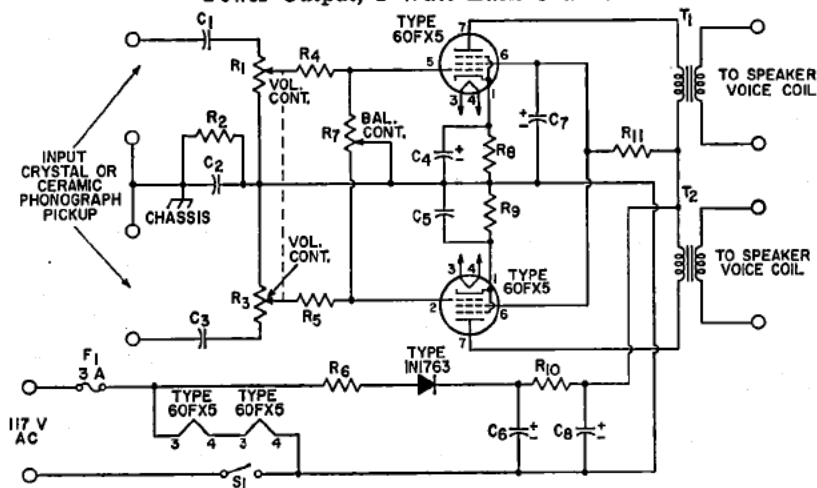 TYPE
60FX5
C1
R1
VOL.
CONT.
R4
5
7
6
3
4
1
T1
TO SPEAKER
VOICE COIL
R2
C2
CHASSIS
INPUT
CRYSTAL OR
CERAMIC
PHONOGRAPH
PICKUP
R7
BAL.
CONT.
C4
+
-
R8
+
-
C7
R11
C5
R9
T2
TO SPEAKER
VOICE COIL
VOL.
CONT.
R3
R5
C3
3
4
1
TYPE
60FX5
2
6
7
F1
3 A
117 V
AC
TYPE
60FX5
TYPE
60FX5
3
4
3
4
R6
TYPE
1N1763
R10
C6
+
-
C8
+
-
S1